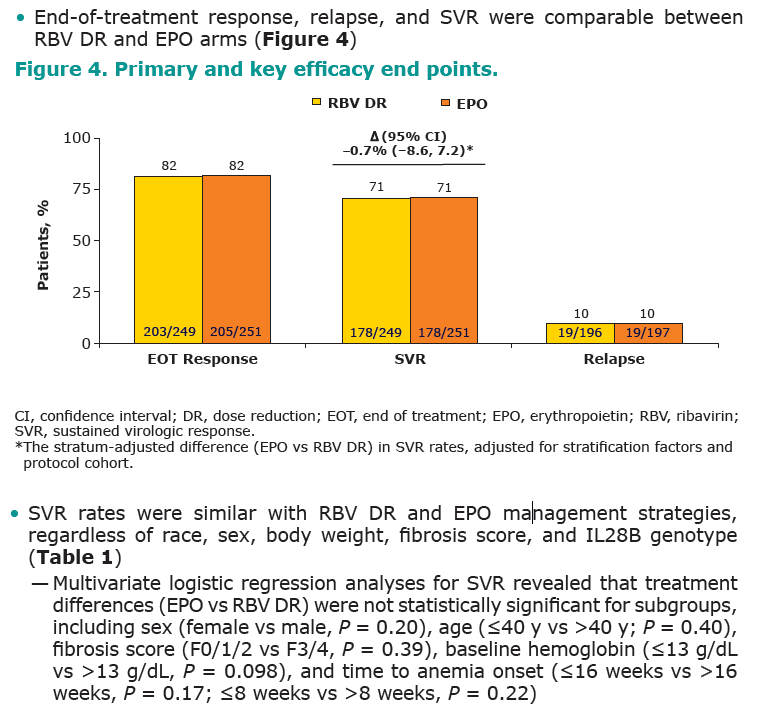 • End-of-treatment response, relapse, and SVR were comparable between
RBV DR and EPO arms (Figure 4)
Figure 4. Primary and key efficacy end points.
RBV DR EPO
Δ (95% CI)
–0.7% (–8.6, 7.2)*
Patients, %
100
75
50
25
0
82 82
203/249 205/251
EOT Response
71 71
178/249 178/251
SVR
10 10
19/196 19/197
Relapse
CI, confidence interval; DR, dose reduction; EOT, end of treatment; EPO, erythropoietin; RBV, ribavirin;
SVR, sustained virologic response.
*The stratum-adjusted difference (EPO vs RBV DR) in SVR rates, adjusted for stratification factors and
protocol cohort.
• SVR rates were similar with RBV DR and EPO management strategies,
regardless of race, sex, body weight, fibrosis score, and IL28B genotype
(Table 1)
— Multivariate logistic regression analyses for SVR revealed that treatment
differences (EPO vs RBV DR) were not statistically significant for subgroups,
including sex (female vs male, P = 0.20), age (≤40 y vs >40 y; P = 0.40),
fibrosis score (F0/1/2 vs F3/4, P = 0.39), baseline hemoglobin (≤13 g/dL
vs >13 g/dL, P = 0.098), and time to anemia onset (≤16 weeks vs >16
weeks, P = 0.17; ≤8 weeks vs >8 weeks, P = 0.22)